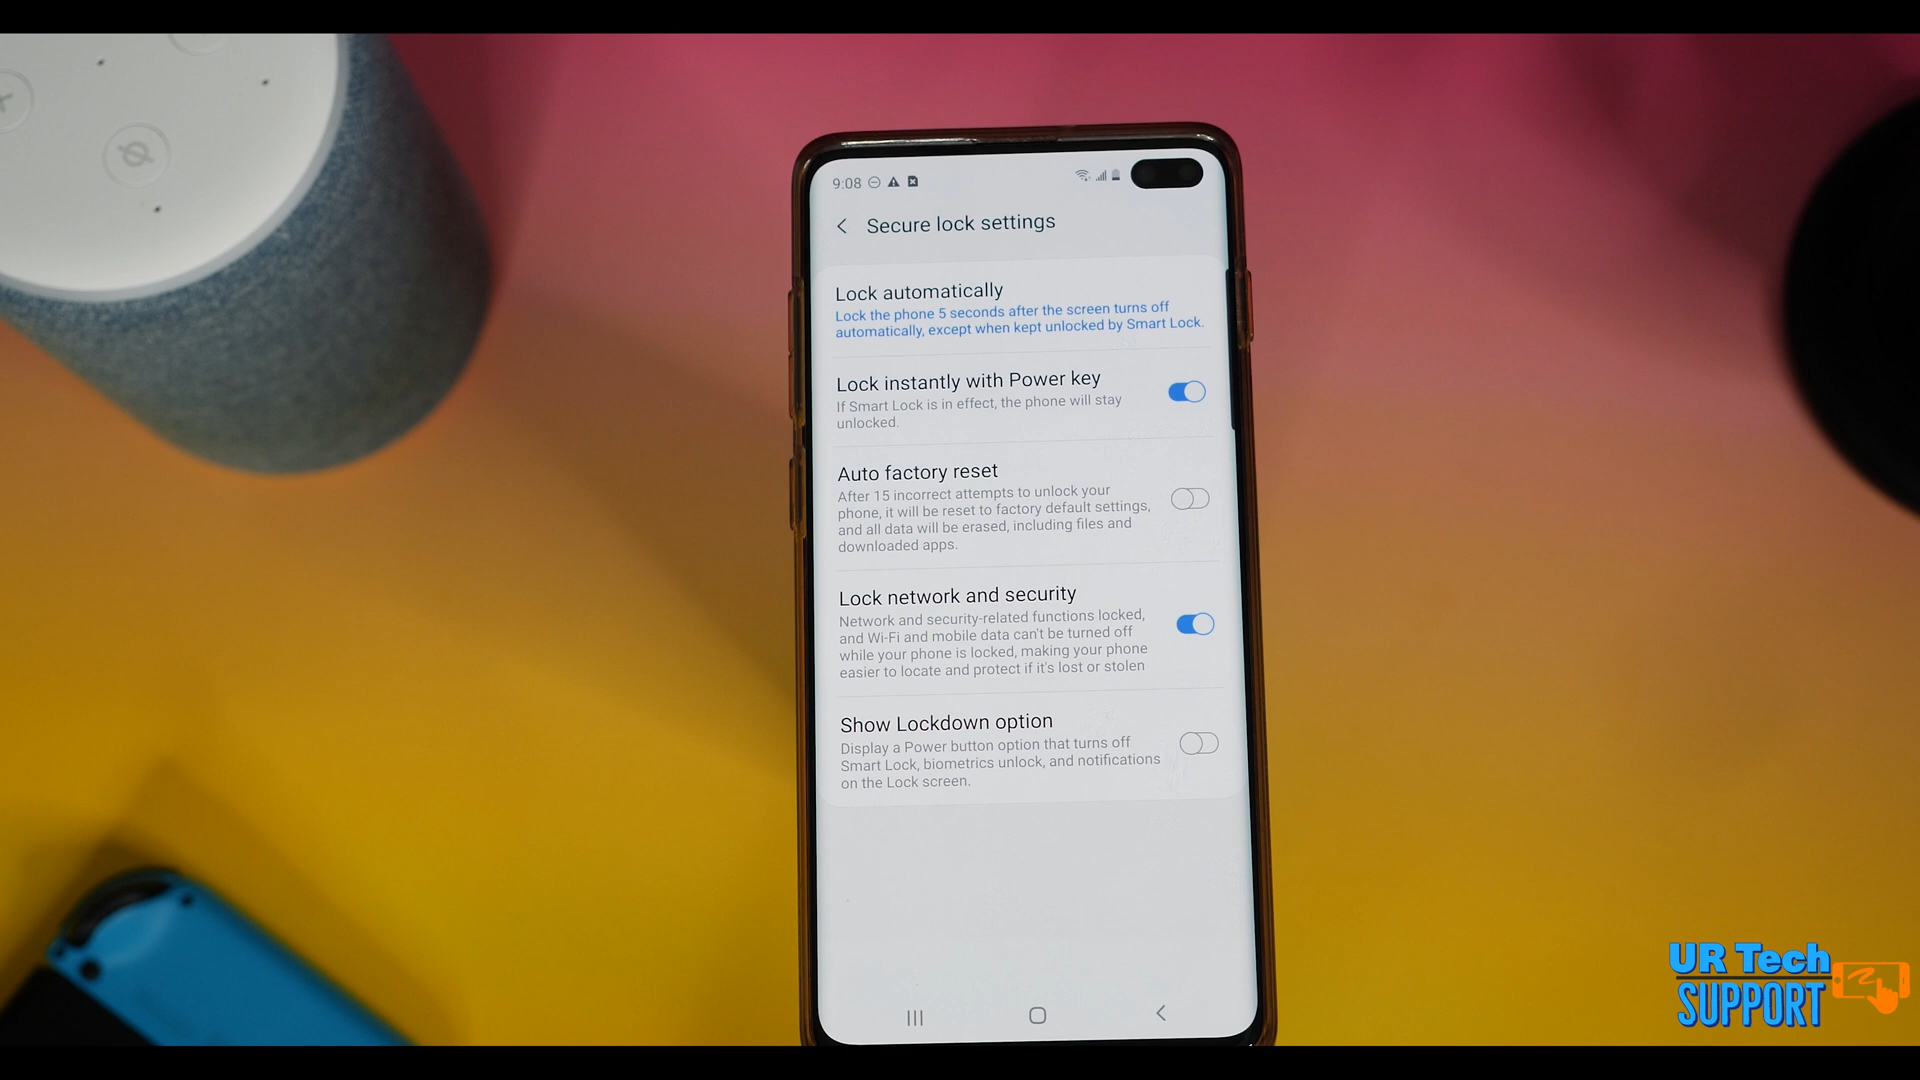 9:08
Secure lock settings
Lock automatically
Lock the phone 5 seconds after the screen turns off
automatically, except when kept unlocked by Smart Lock.
Lock instantly with Power key
If Smart Lock is in effect, the phone will stay
unlocked.
Auto factory reset
After 15 incorrect attempts to unlock your
phone, it will be reset to factory default settings,
and all data will be erased, including files and
downloaded apps.
Lock network and security
Network and security-related functions locked,
and Wi-Fi and mobile data can't be turned off
while your phone is locked, making your phone
easier to locate and protect if it's lost or stolen
Show Lockdown option
Display a Power button option that turns off
Smart Lock, biometrics unlock, and notifications
on the Lock screen.
UR Tech
SUPPORT